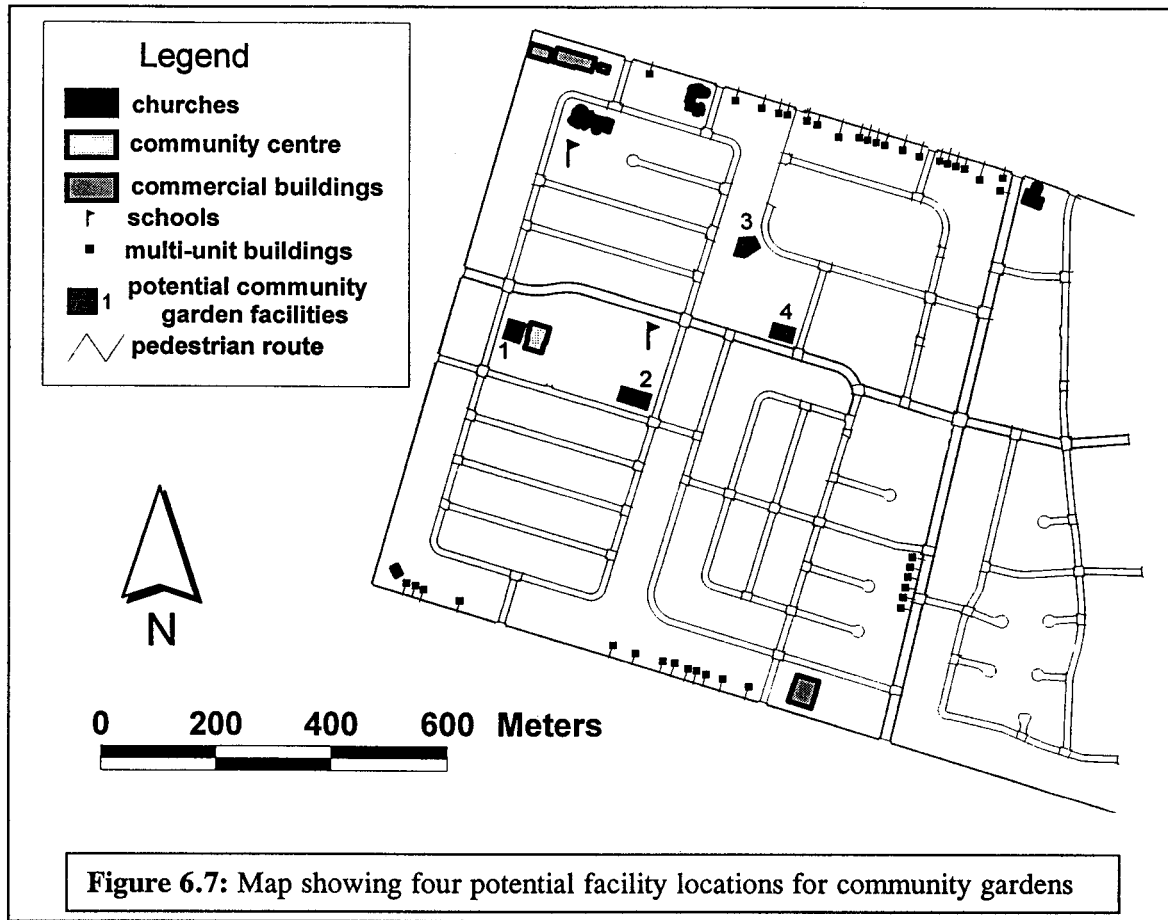 Legend
churches
community centre
commercial buildings
schools
multi-unit buildings
1 potential community
garden facilities
pedestrian route
3
4
1
2
N
0 200 400 600 Meters
Figure 6.7: Map showing four potential facility locations for community gardens